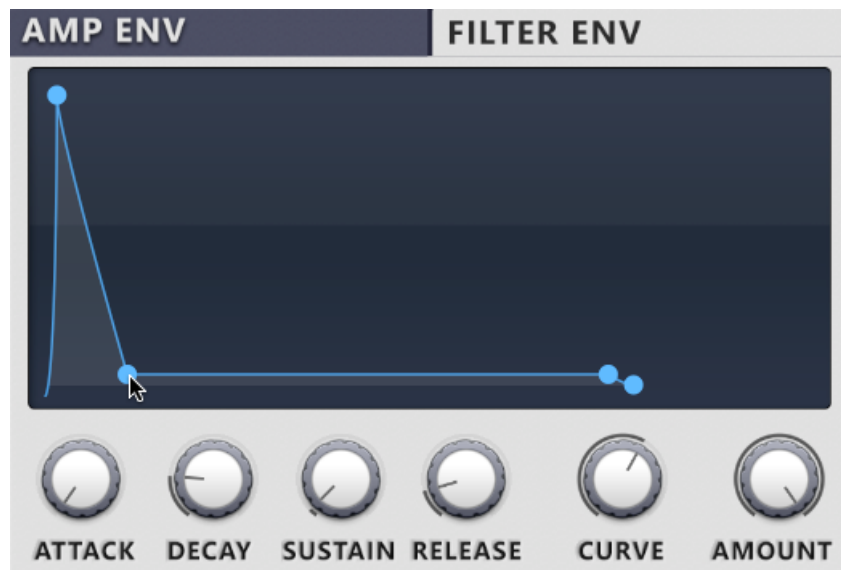 AMP ENV FILTER ENV
ATTACK DECAY SUSTAIN RELEASE CURVE AMOUNT